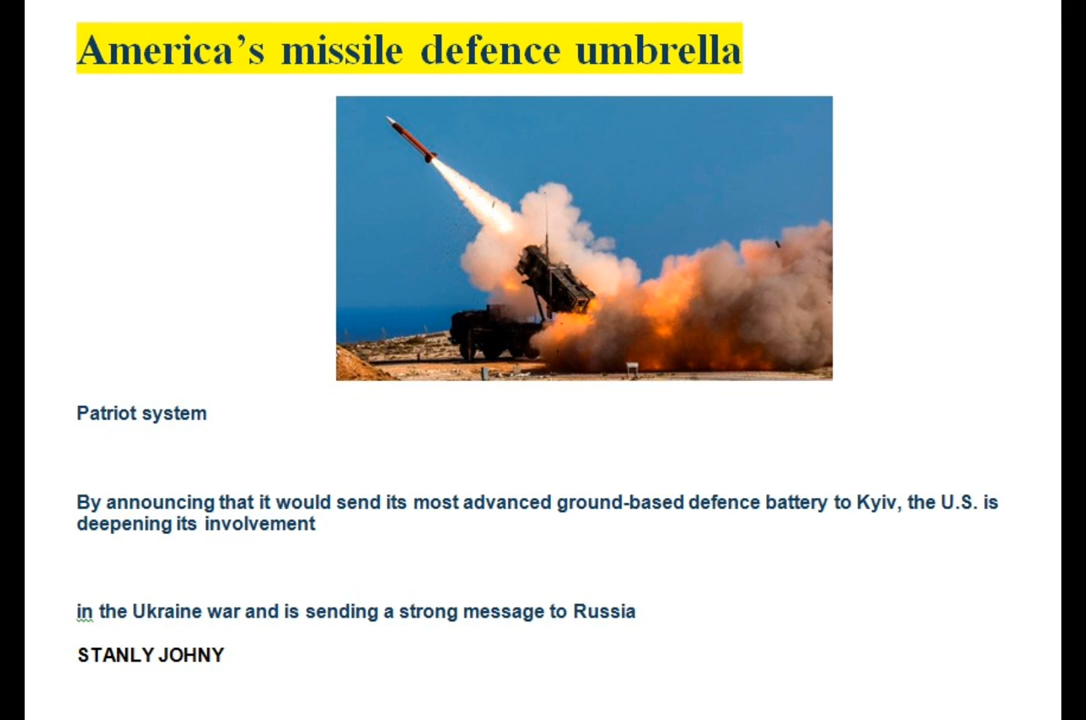 America's missile defence umbrella
Patriot system
By announcing that it would send its most advanced ground-based defence battery to Kyiv, the U.S. is
deepening its involvement
in the Ukraine war and is sending a strong message to Russia
STANLY JOHNY